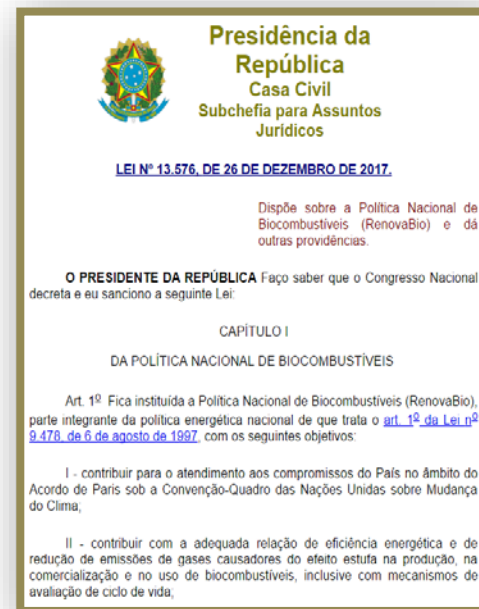 Presidência da
República
Casa Civil
Subchefia para Assuntos
Jurídicos
LEI Nº 13.576, DE 26 DE DEZEMBRO DE 2017.
Dispõe sobre a Política Nacional de
Biocombustíveis (RenovaBio) e dá
outras providências.
O PRESIDENTE DA REPÚBLICA Faço saber que o Congresso Nacional
decreta e eu sanciono a seguinte Lei:
CAPÍTULO I
DA POLÍTICA NACIONAL DE BIOCOMBUSTÍVEIS
Art. 1º Fica instituída a Política Nacional de Biocombustíveis (RenovaBio),
parte integrante da política energética nacional de que trata o art. 1º da Lei nº
9.478, de 6 de agosto de 1997, com os seguintes objetivos:
I - contribuir para o atendimento aos compromissos do País no âmbito do
Acordo de Paris sob a Convenção-Quadro das Nações Unidas sobre Mudança
do Clima;
II - contribuir com a adequada relação de eficiência energética e de
redução de emissões de gases causadores do efeito estufa na produção, na
comercialização e no uso de biocombustíveis, inclusive com mecanismos de
avaliação de ciclo de vida;